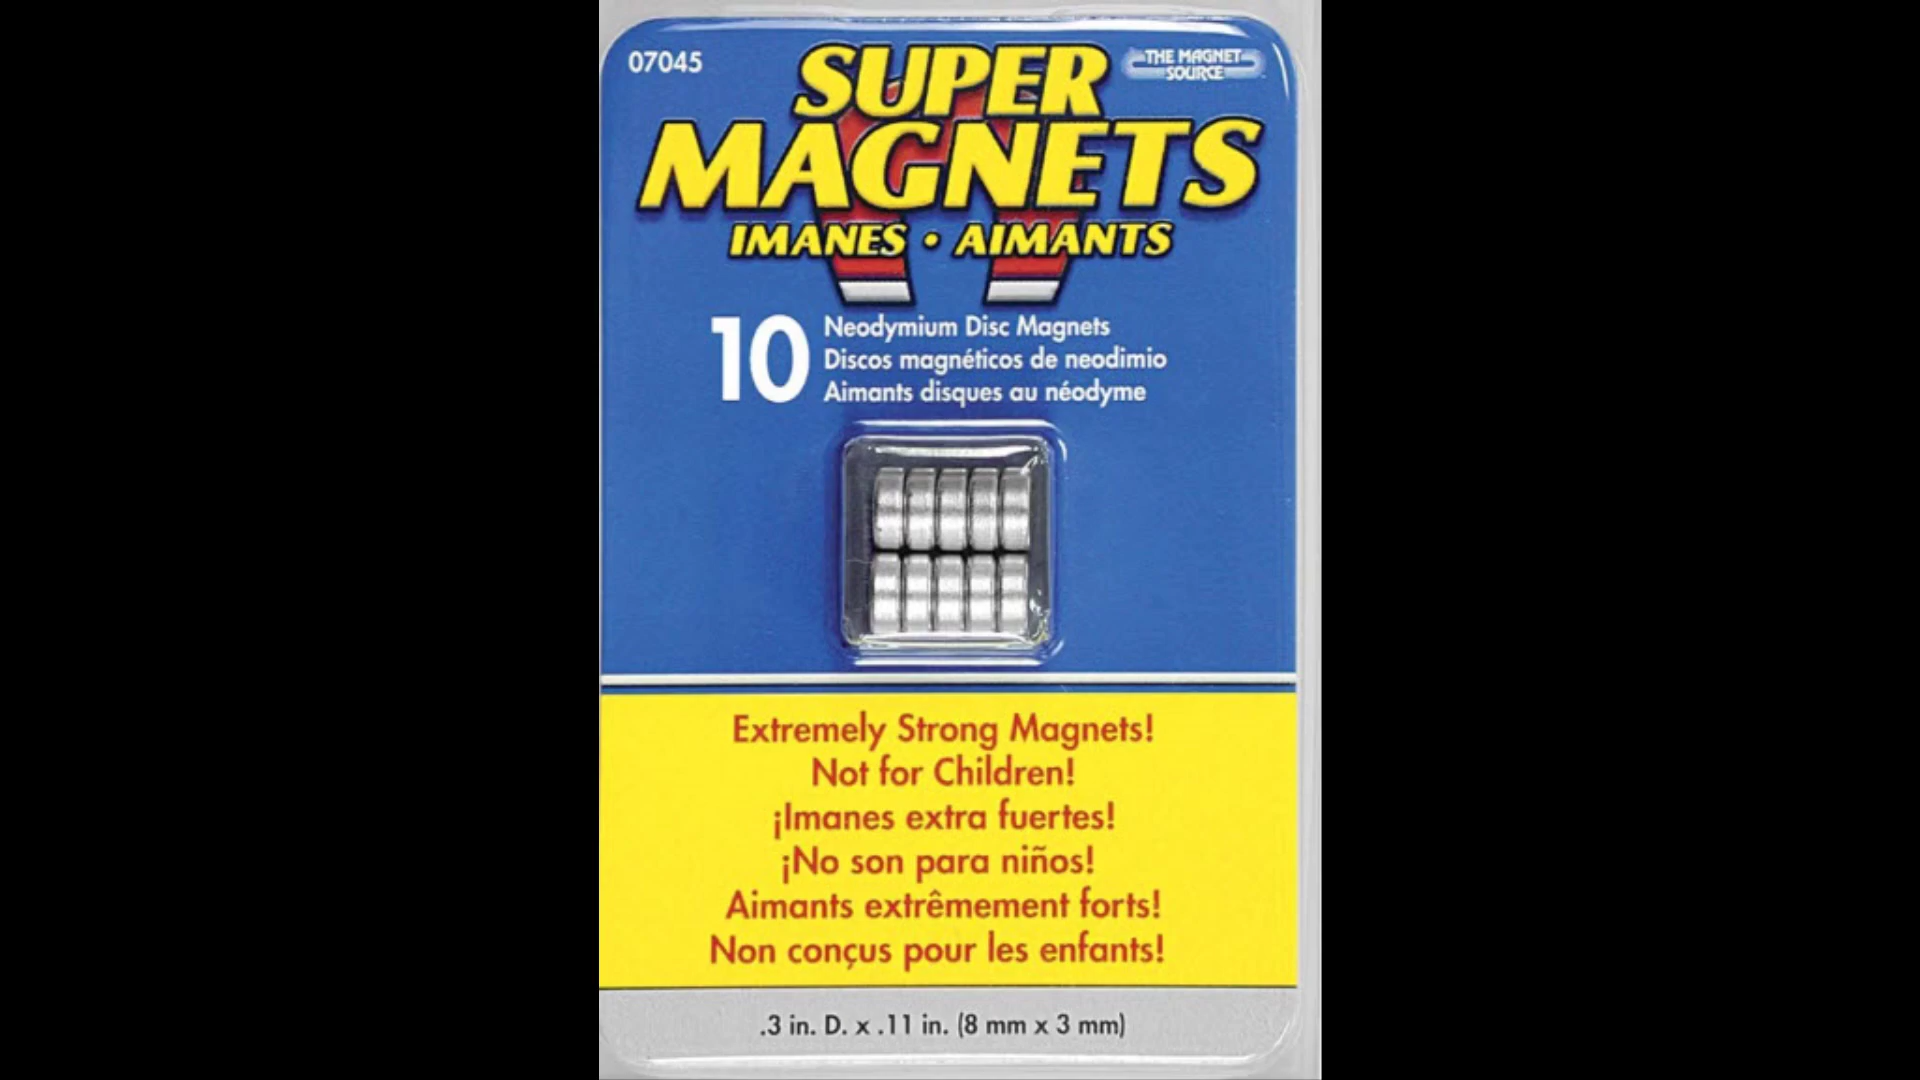 07045
SUPER
MAGNETS
THE MAGNET
SOURCE
IMANES • AIMANTS
10
Neodymium Disc Magnets
Discos magnéticos de neodimio
Aimants disques au néodyme
Extremely Strong Magnets!
Not for Children!
¡Imanes extra fuertes!
¡No son para niños!
Aimants extrêmement forts!
Non conçus pour les enfants!
.3 in. D. x .11 in. (8 mm x 3 mm)